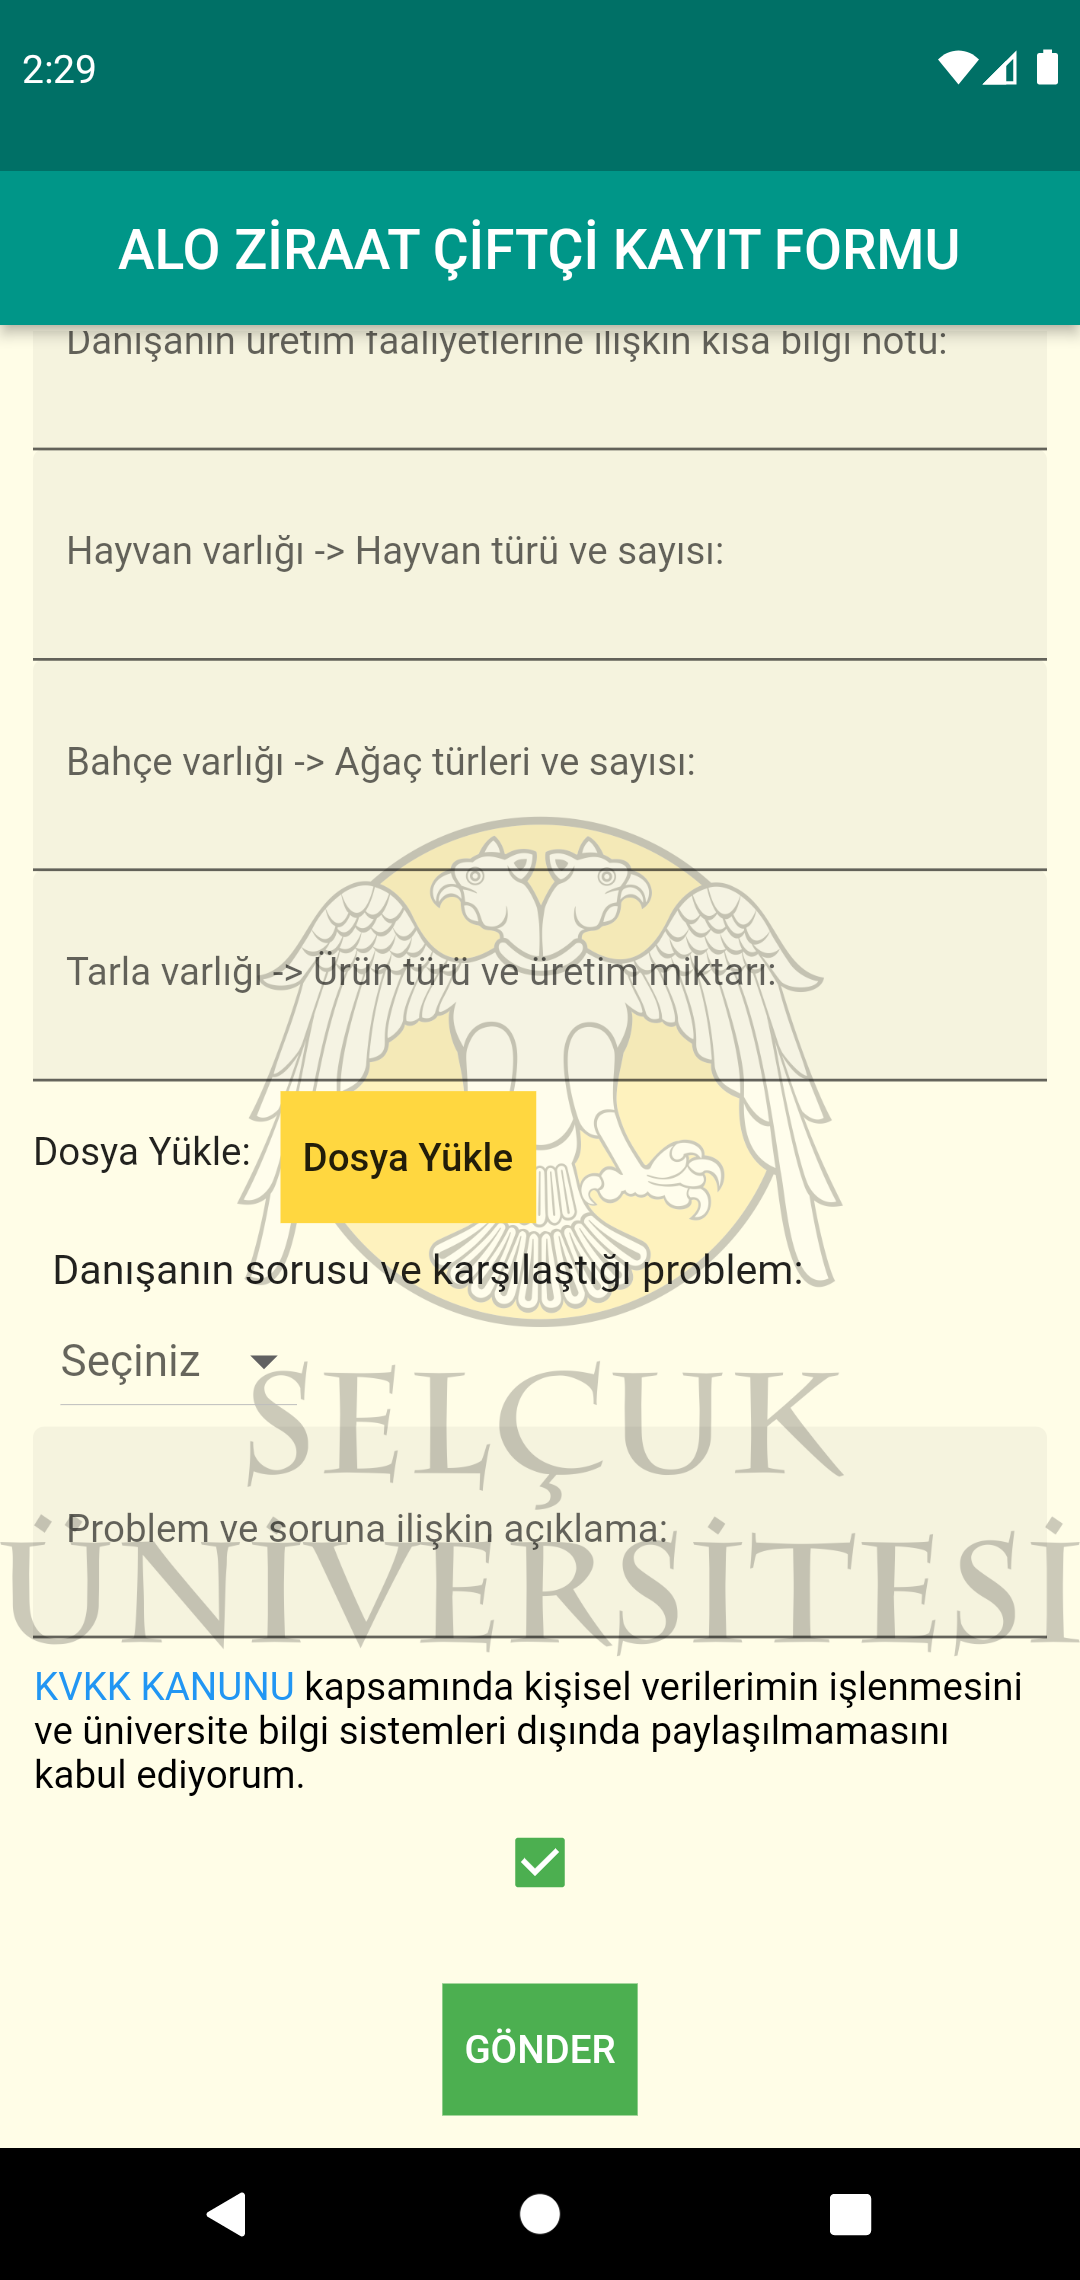 2:29
ALO ZİRAAT ÇİFTÇİ KAYIT FORMU
Danışanın üretim faaliyetlerine ilişkin kısa bilgi notu:
Hayvan varlığı -> Hayvan türü ve sayısı:
Bahçe varlığı -> Ağaç türleri ve sayısı:
Tarla varlığı -> Ürün türü ve üretim miktarı:
Dosya Yükle: Dosya Yükle
Danışanın sorusu ve karşılaştığı problem:
Seçiniz
SELÇUK
Problem ve soruna ilişkin açıklama:
ÜNİVERSİTESİ
KVKK KANUNU kapsamında kişisel verilerimin işlenmesini
ve üniversite bilgi sistemleri dışında paylaşılmamasını
kabul ediyorum.
GÖNDER